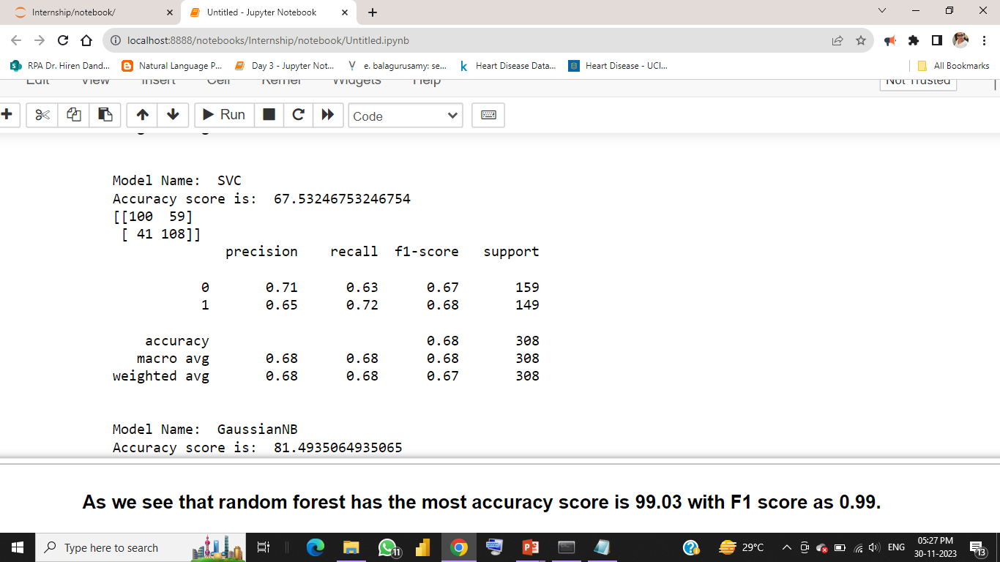 Internship/notebook/
Untitled - Jupyter Notebook
localhost:8888/notebooks/Internship/notebook/Untitled.ipynb
RPA Dr. Hiren Dand... Natural Language P... Day 3 - Jupyter Not... e. balagurusamy: se... Heart Disease Data... Heart Disease - UCI... All Bookmarks
Edit View Insert Cell Kernel Widgets Help Not Trusted
Run Code
Model Name:  SVC
Accuracy score is:  67.53246753246754
[[100  59]
 [ 41 108]]
precision    recall  f1-score   support
0       0.71      0.63      0.67       159
1       0.65      0.72      0.68       149
accuracy                           0.68       308
macro avg       0.68      0.68      0.68       308
weighted avg       0.68      0.68      0.67       308
Model Name:  GaussianNB
Accuracy score is:  81.4935064935065
As we see that random forest has the most accuracy score is 99.03 with F1 score as 0.99.
Type here to search 11 29°C ENG 05:27 PM
30-11-2023 13